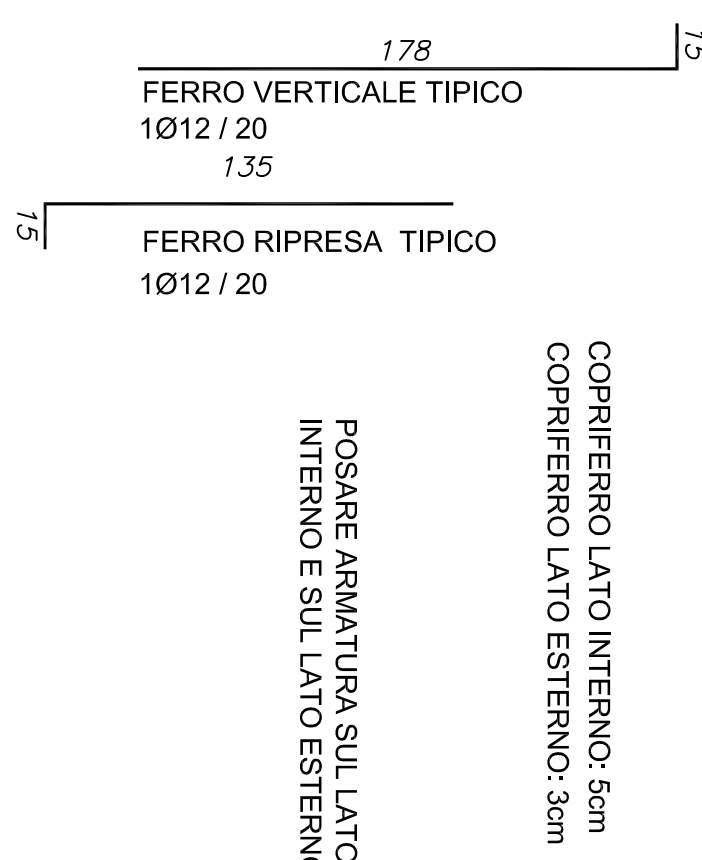 178
15
FERRO VERTICALE TIPICO
1Ø12 / 20
135
15
FERRO RIPRESA TIPICO
1Ø12 / 20
COPRIFERRO LATO INTERNO: 5cm
COPRIFERRO LATO ESTERNO: 3cm
POSARE ARMATURA SUL LATO
INTERNO E SUL LATO ESTERNO